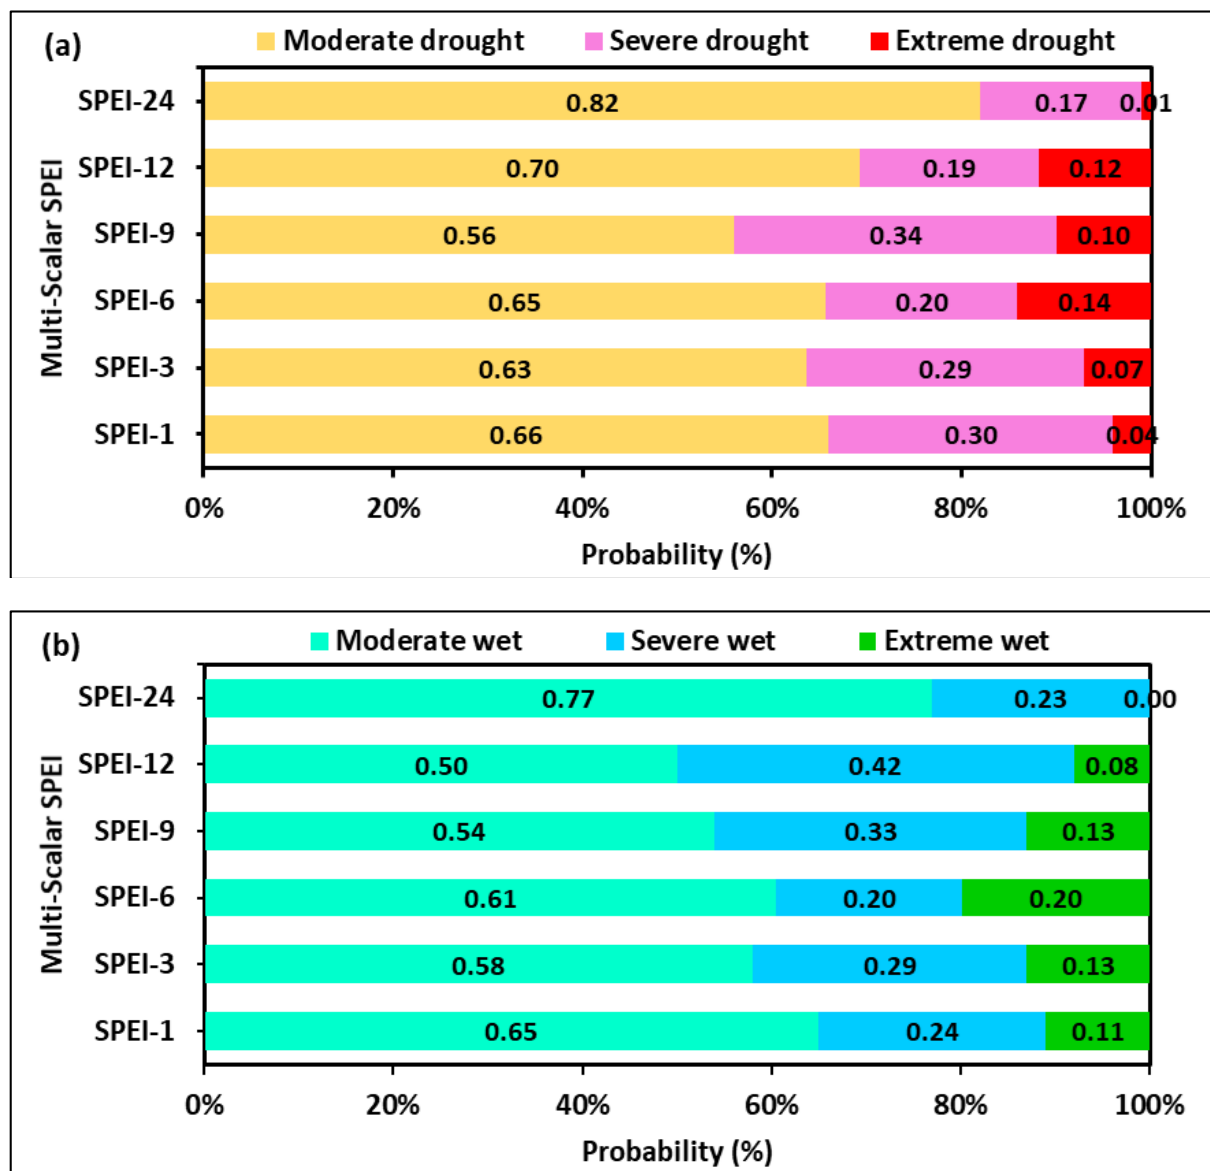 (a)
Moderate drought Severe drought Extreme drought
Multi-Scalar SPEI
SPEI-24 0.82 0.17 0.01
SPEI-12 0.70 0.19 0.12
SPEI-9 0.56 0.34 0.10
SPEI-6 0.65 0.20 0.14
SPEI-3 0.63 0.29 0.07
SPEI-1 0.66 0.30 0.04
0% 20% 40% 60% 80% 100%
Probability (%)
(b)
Moderate wet Severe wet Extreme wet
Multi-Scalar SPEI
SPEI-24 0.77 0.23 0.00
SPEI-12 0.50 0.42 0.08
SPEI-9 0.54 0.33 0.13
SPEI-6 0.61 0.20 0.20
SPEI-3 0.58 0.29 0.13
SPEI-1 0.65 0.24 0.11
0% 20% 40% 60% 80% 100%
Probability (%)